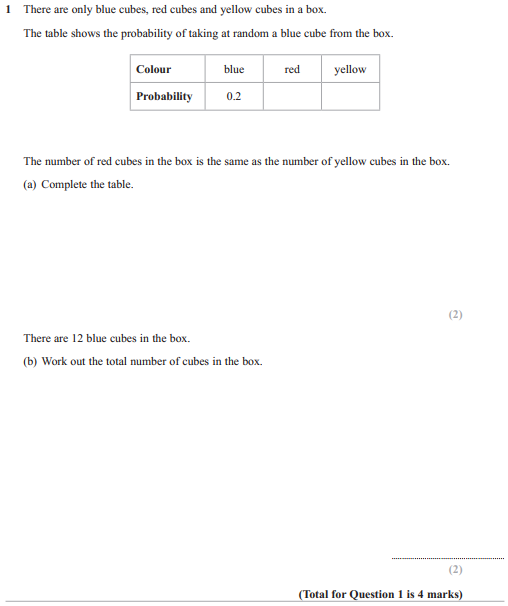 1 There are only blue cubes, red cubes and yellow cubes in a box.
The table shows the probability of taking at random a blue cube from the box.
Colour blue red yellow
Probability 0.2
The number of red cubes in the box is the same as the number of yellow cubes in the box.
(a) Complete the table.
(2)
There are 12 blue cubes in the box.
(b) Work out the total number of cubes in the box.
(2)
(Total for Question 1 is 4 marks)